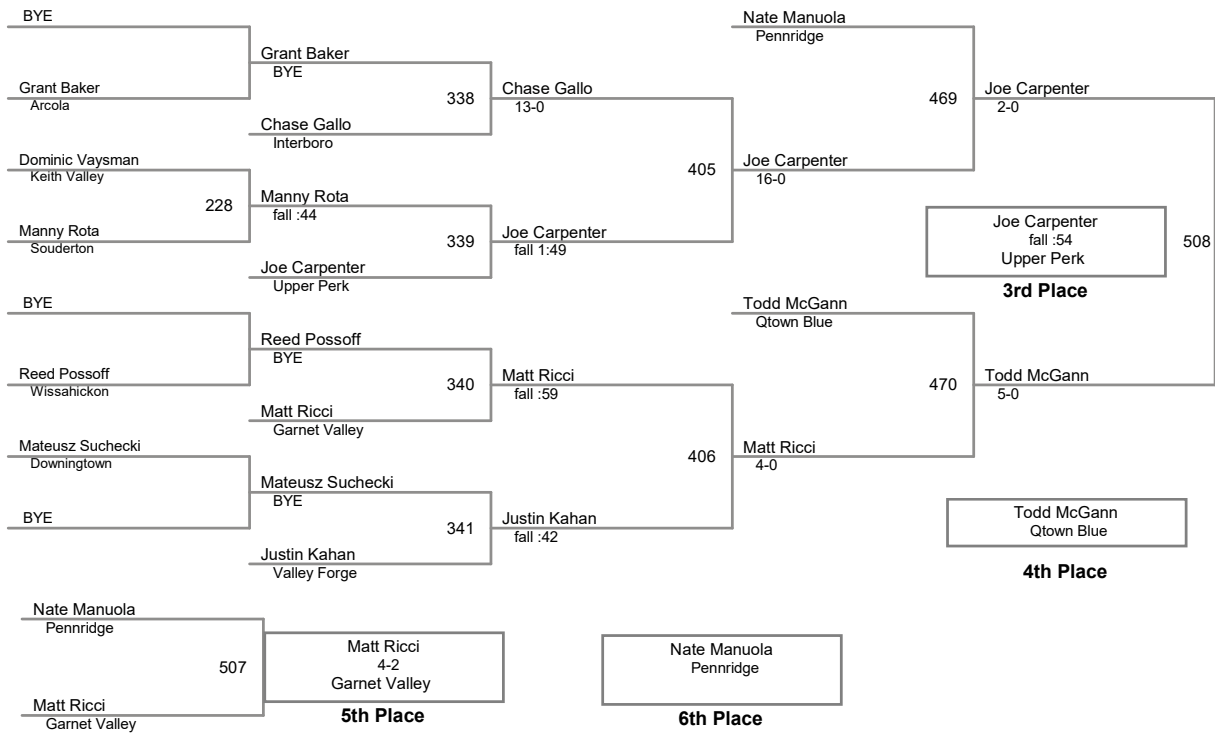 BYE
Grant Baker
Arcola
Dominic Vaysman
Keith Valley
228
Manny Rota
Souderton
BYE
Reed Possoff
Wissahickon
Mateusz Suchecki
Downingtown
BYE
Grant Baker
BYE
338
Chase Gallo
Interboro
Manny Rota
fall :44
339
Joe Carpenter
Upper Perk
Reed Possoff
BYE
340
Matt Ricci
Garnet Valley
Mateusz Suchecki
BYE
341
Justin Kahan
Valley Forge
Chase Gallo
13-0
405
Joe Carpenter
fall 1:49
Matt Ricci
fall :59
406
Justin Kahan
fall :42
Nate Manuola
Pennridge
469
Joe Carpenter
16-0
Todd McGann
Qtown Blue
470
Matt Ricci
4-0
Joe Carpenter
2-0
508
Todd McGann
5-0
Joe Carpenter
fall :54
Upper Perk
3rd Place
Todd McGann
Qtown Blue
4th Place
Nate Manuola
Pennridge
507
Matt Ricci
Garnet Valley
Matt Ricci
4-2
Garnet Valley
5th Place
Nate Manuola
Pennridge
6th Place